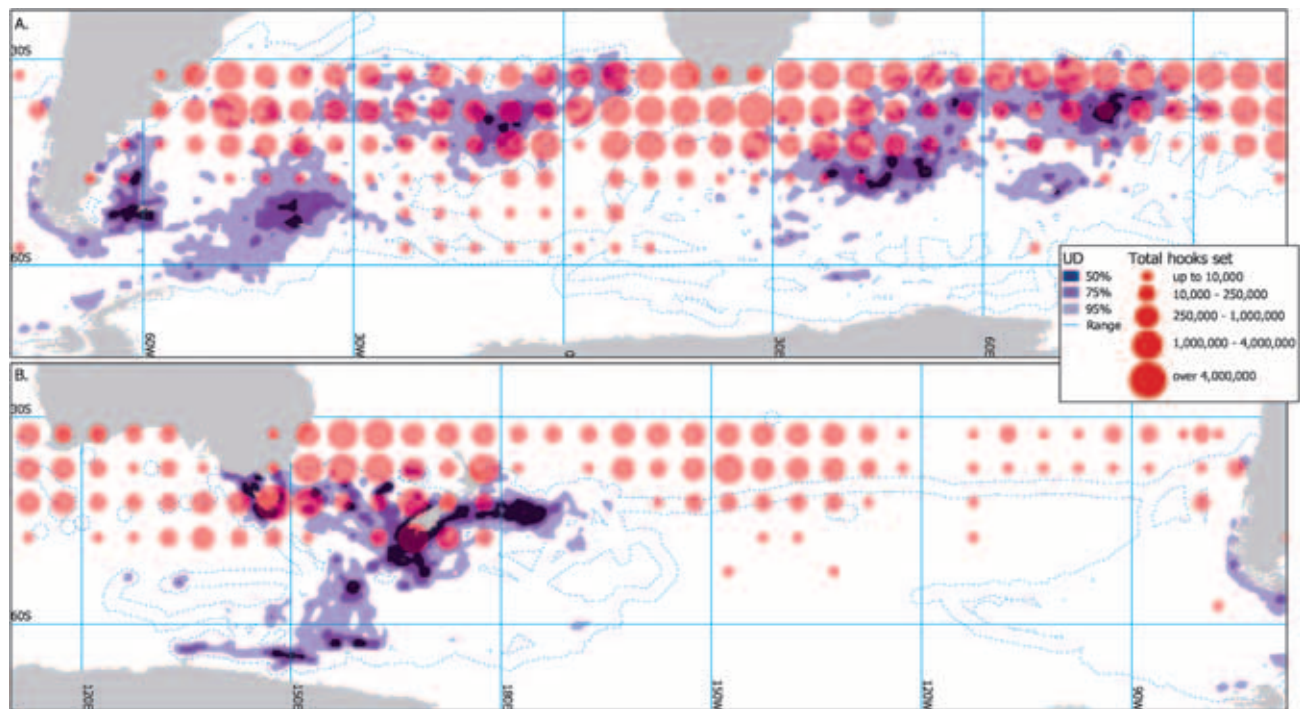 A.
30S
60S
60W
30W
0
30E
60E
UD
50%
75%
95%
Range
Total hooks set
up to 10,000
10,000 - 250,000
250,000 - 1,000,000
1,000,000 - 4,000,000
over 4,000,000
B.
30S
60S
120E
150E
180E
150W
120W
90W